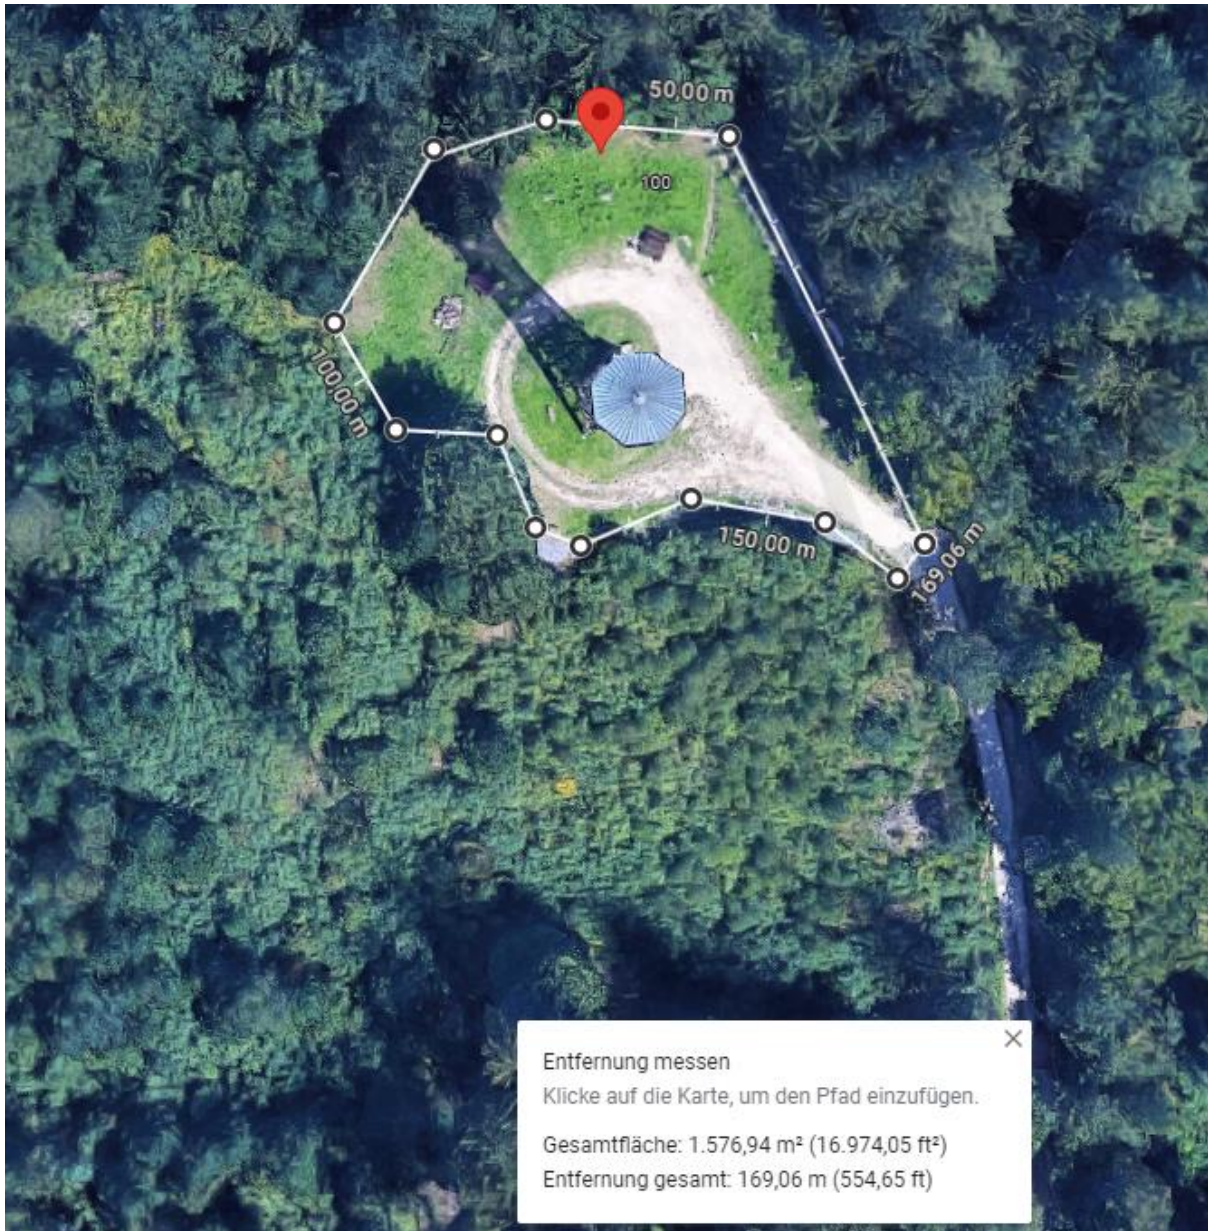 50,00 m
100
100,00 m
150,00 m
169,06 m
Entfernung messen
Klicke auf die Karte, um den Pfad einzufügen.
Gesamtfläche: 1.576,94 m² (16.974,05 ft²)
Entfernung gesamt: 169,06 m (554,65 ft)